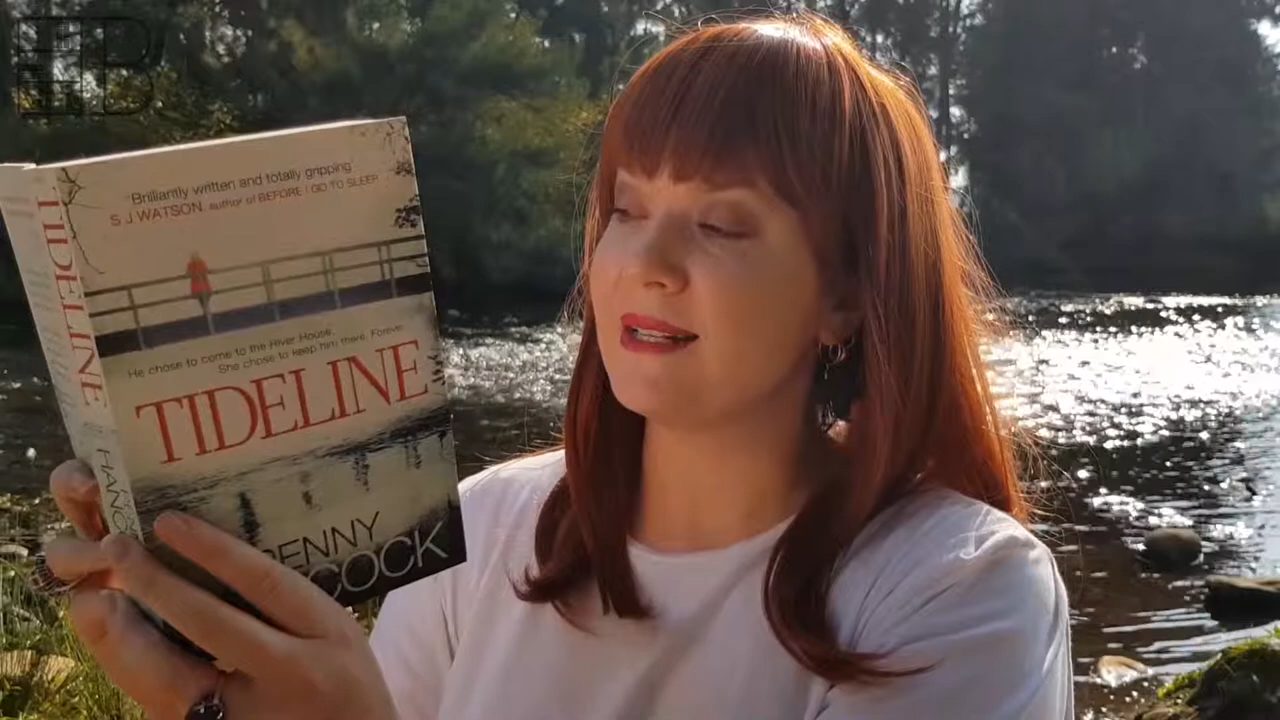 "Brilliantly written and totally gripping"
S J WATSON, author of BEFORE I GO TO SLEEP
He chose to come to the River House.
She chose to keep him there. Forever
TIDELINE
PENNY
COCK
TIDELINE
HANC